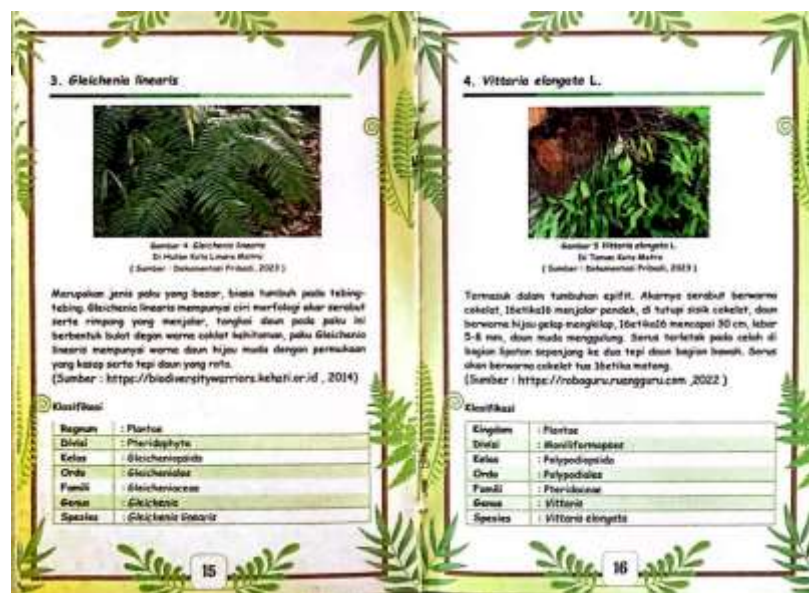 3. Gleichenia linearis
Gambar 4 Gleichenia linearis
Di Hutan Kota Linara Metro
( Sumber : Dokumentasi Pribadi, 2023 )
Merupakan jenis paku yang besar, biasa tumbuh pada tebing-
tebing. Gleichenia linearis mempunyai ciri morfologi akar serabut
serta rimpang yang menjalar, tangkai daun pada paku ini
berbentuk bulat degan warna coklat kehitaman, paku Gleichenia
linearis mempunyai warna daun hijau muda dengan permukaan
yang kasap serta tepi daun yang rata.
(Sumber : https://biodiversitywarriors.kehati.or.id , 2014)
Klasifikasi
Regnum : Plantae
Divisi : Pteridophyta
Kelas : Gleicheniopsida
Ordo : Gleicheniales
Famili : Gleicheniaceae
Genus : Gleichenia
Spesies : Gleichenia linearis
15
4. Vittaria elongata L.
Gambar 5 Vittaria elongata L.
Di Taman Kota Metro
( Sumber : Dokumentasi Pribadi, 2023 )
Termasuk dalam tumbuhan epifit. Akarnya serabut berwarna
cokelat, 16etika16 menjalar pendek, di tutupi sisik cokelat, daun
berwarna hijau gelap mengkilap, 16etika16 mencapai 50 cm, lebar
5-8 mm, daun muda menggulung. Sorus terletak pada celah di
bagian lipatan sepanjang ke dua tepi daun bagian bawah. Sorus
akan berwarna cokelat tua 16etika matang.
(Sumber : https://roboguru.ruangguru.com ,2022 )
Klasifikasi
Kingdom : Plantae
Divisi : Moniliformopses
Kelas : Polypodiopsida
Ordo : Polypodiales
Famili : Pteridaceae
Genus : Vittaria
Spesies : Vittaria elongata
16